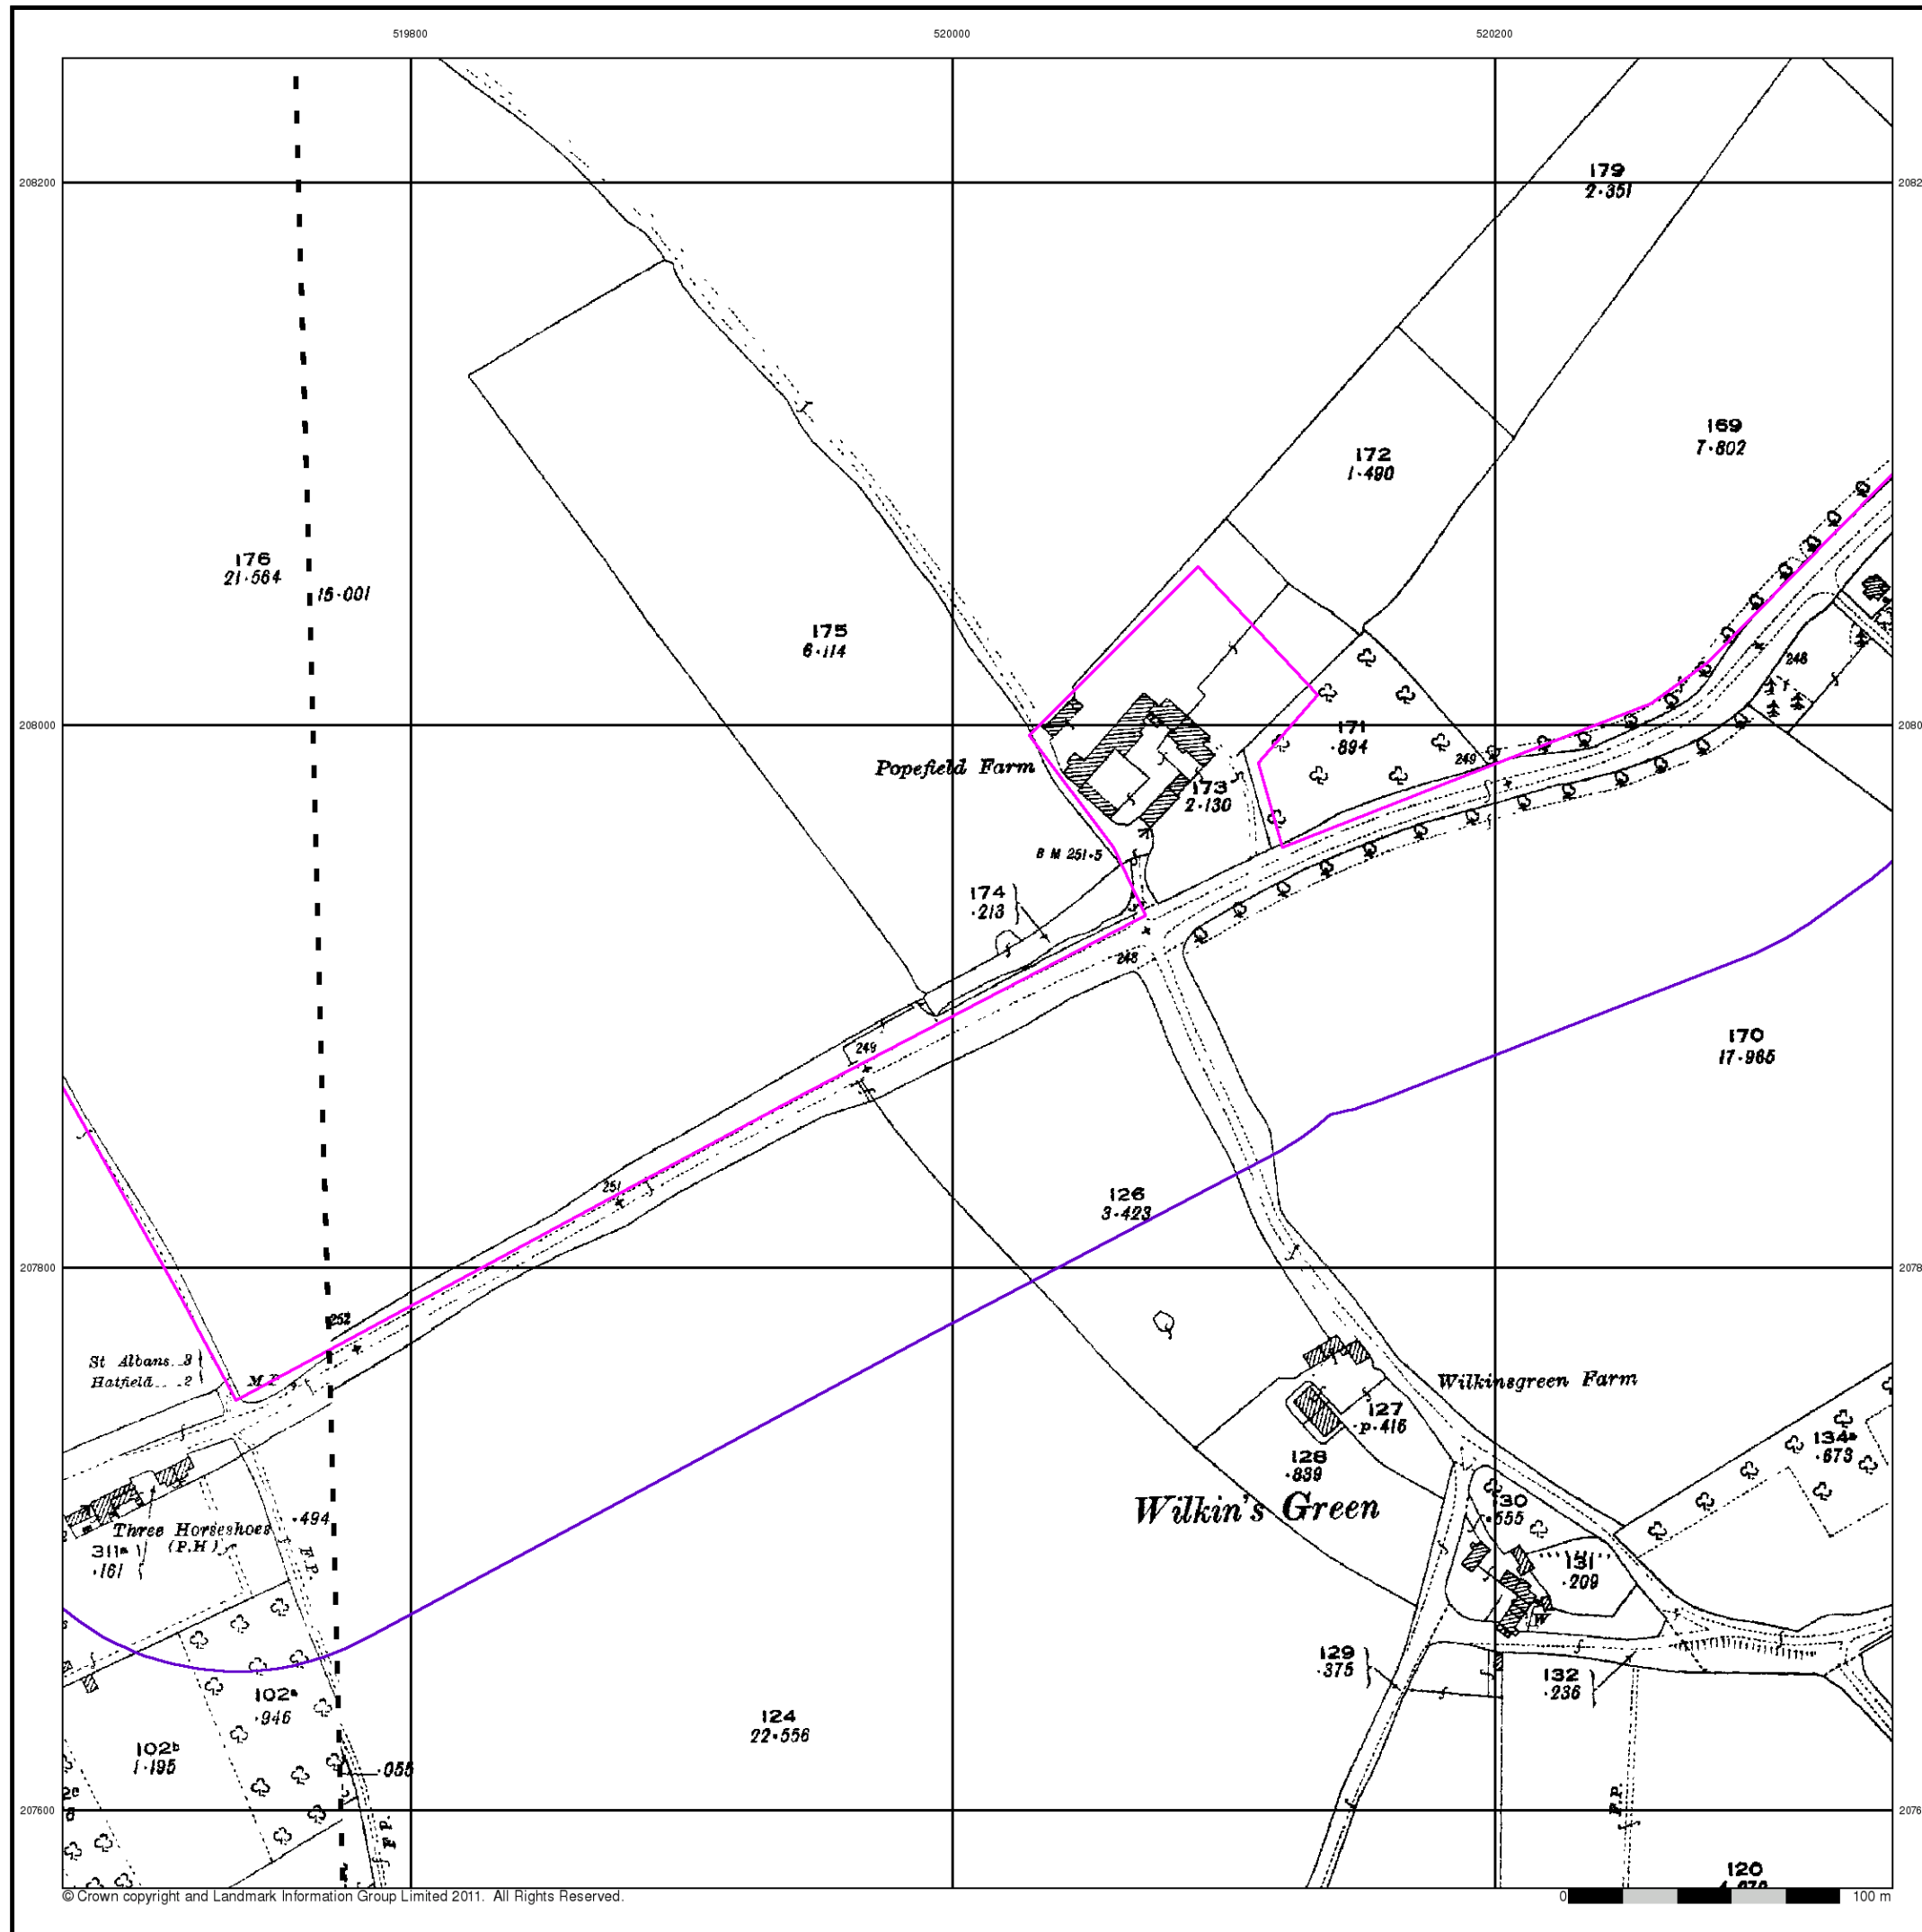 519800
520000
520200
208200
179
2·351
169
7·802
172
1·490
176
21·564
15·001
175
6·114
248
208000
171
·894
249
Popefield Farm
173
2·130
B M 251·5
174
·213
248
249
170
17·965
251
126
3·423
207800
252
St Albans 3
Hatfield 2
Wilkinsgreen Farm
127
·p·416
128
·839
134ᵃ
·673
Wilkin's Green
130
·555
·494
Three Horseshoes
(P.H)
311ᵃ
·161
F.P.
131
·209
W
129
·375
132
·236
102ᵃ
·946
124
22·556
102ᵇ
1·195
·055
207600
F.P.
F.P.
120
© Crown copyright and Landmark Information Group Limited 2011. All Rights Reserved.
0
100 m